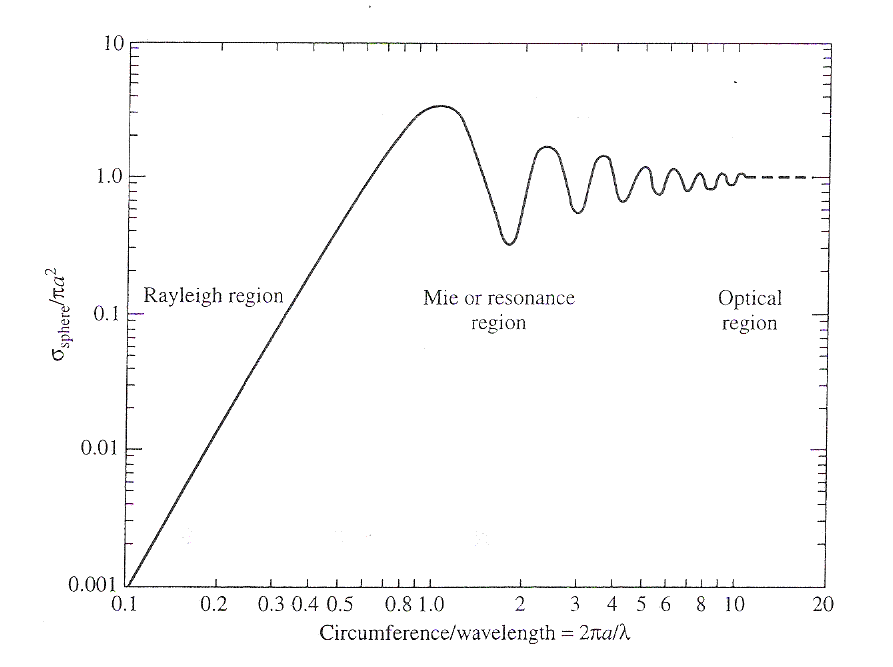 10
1.0
0.1
0.01
0.001
σsphere/πa²
Rayleigh region
Mie or resonance
region
Optical
region
0.1 0.2 0.3 0.4 0.5 0.8 1.0 2 3 4 5 6 8 10 20
Circumference/wavelength = 2πa/λ